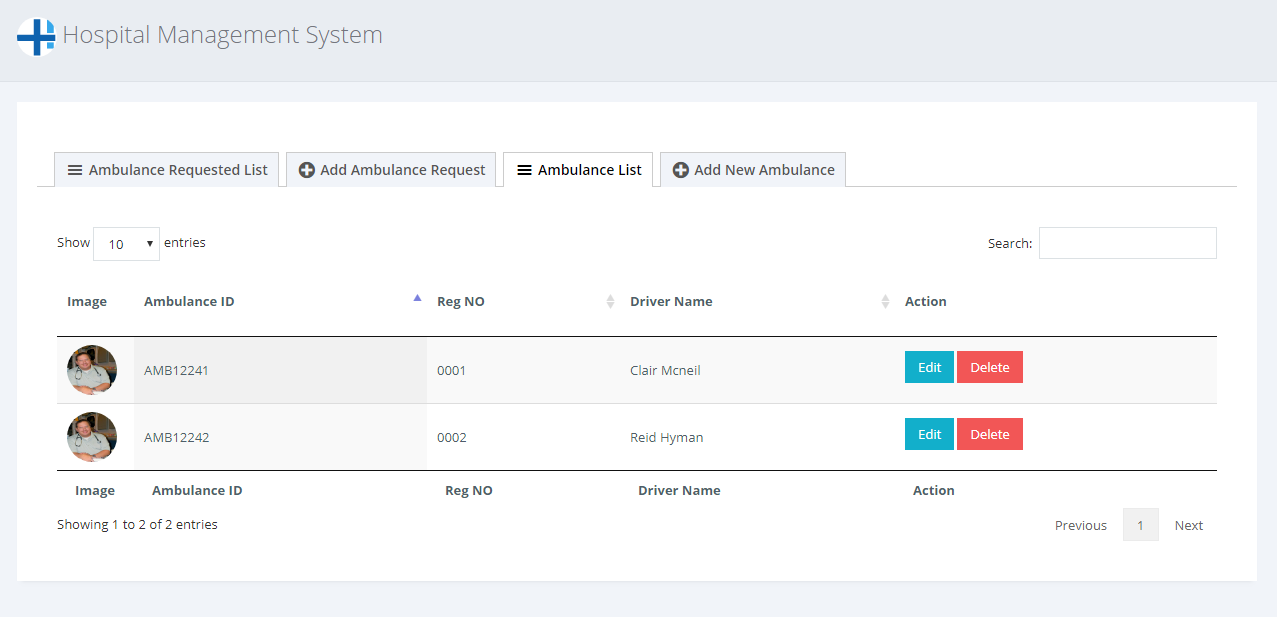 Hospital Management System
Ambulance Requested List Add Ambulance Request Ambulance List Add New Ambulance
Show 10 entries Search:
Image Ambulance ID Reg NO Driver Name Action
AMB12241 0001 Clair Mcneil Edit Delete
AMB12242 0002 Reid Hyman Edit Delete
Image Ambulance ID Reg NO Driver Name Action
Showing 1 to 2 of 2 entries Previous 1 Next